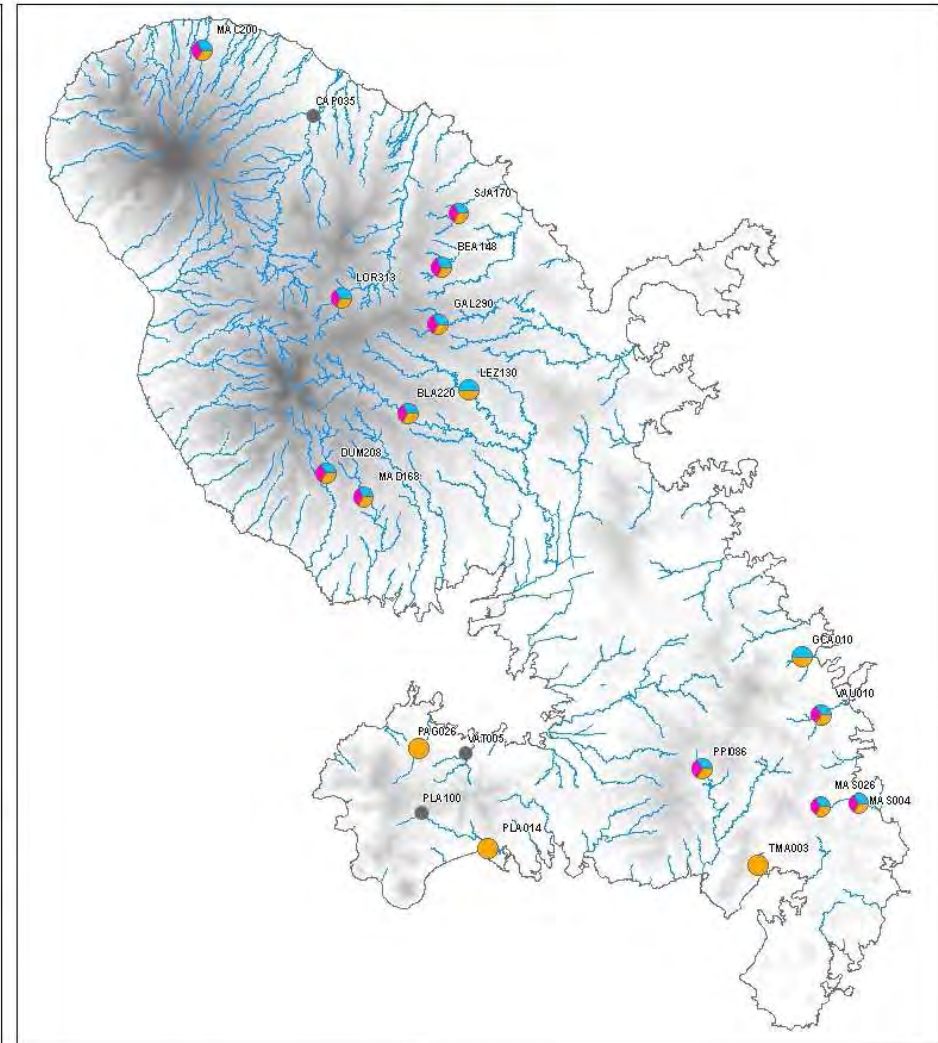 MAC200
CAP035
SJA170
BEA148
LOR313
GAL290
LEZ130
BLA220
DUM208
MAD168
GCA010
VAU010
PAG026
VAT005
PPI086
MAS026
MAS004
PLA100
PLA014
TMA003